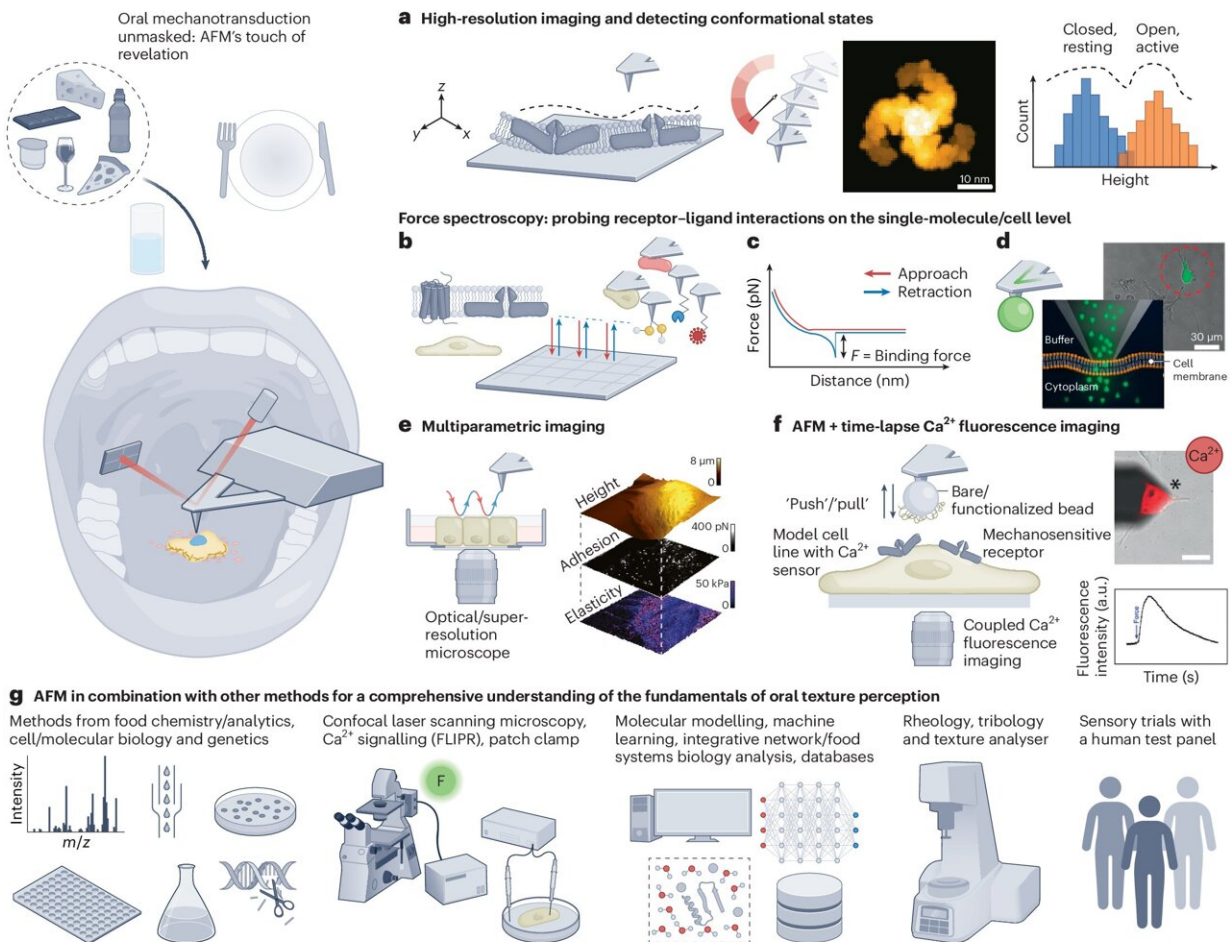 Oral mechanotransduction
unmasked: AFM's touch of
revelation
a High-resolution imaging and detecting conformational states
z
y
x
10 nm
Closed,
resting
Open,
active
Count
Height
Force spectroscopy: probing receptor–ligand interactions on the single-molecule/cell level
b
c
Approach
Retraction
Force (pN)
F = Binding force
Distance (nm)
d
30 µm
Buffer
Cell
membrane
Cytoplasm
e Multiparametric imaging
Optical/super-
resolution
microscope
Height
8 µm
0
Adhesion
400 pN
0
Elasticity
50 kPa
0
f AFM + time-lapse Ca²⁺ fluorescence imaging
'Push'/'pull'
Bare/
functionalized bead
Model cell
line with Ca²⁺
sensor
Mechanosensitive
receptor
Coupled Ca²⁺
fluorescence
imaging
Ca²⁺
*
Fluorescence
intensity (a.u.)
Force
Time (s)
g AFM in combination with other methods for a comprehensive understanding of the fundamentals of oral texture perception
Methods from food chemistry/analytics,
cell/molecular biology and genetics
Intensity
m/z
Confocal laser scanning microscopy,
Ca²⁺ signalling (FLIPR), patch clamp
F
Molecular modelling, machine
learning, integrative network/food
systems biology analysis, databases
Rheology, tribology
and texture analyser
Sensory trials with
a human test panel